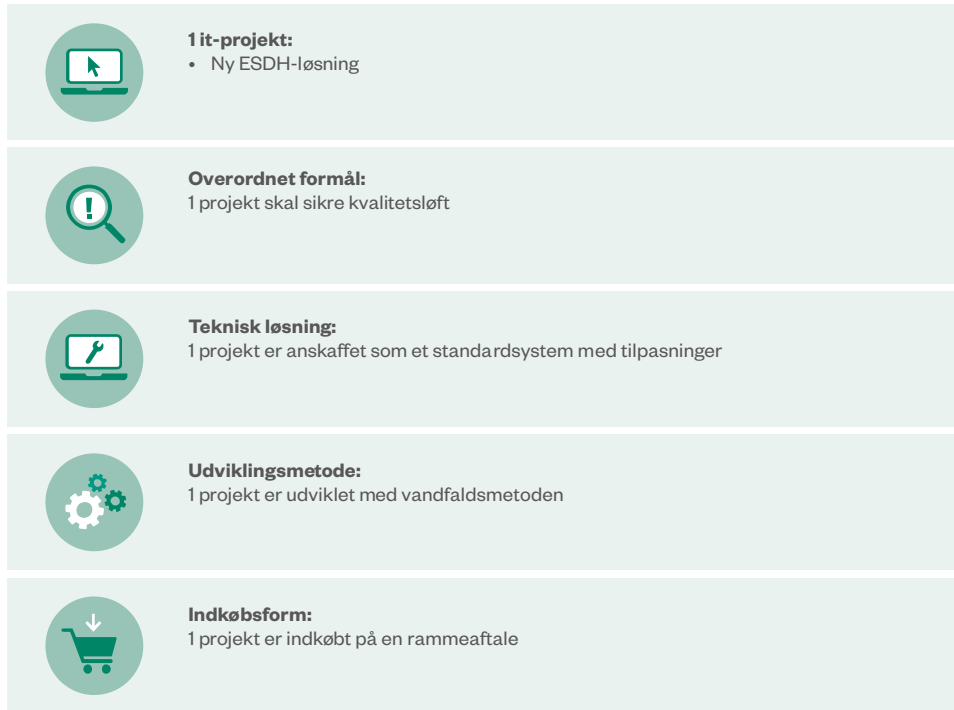 1 it-projekt:
• Ny ESDH-løsning
Overordnet formål:
1 projekt skal sikre kvalitetsløft
Teknisk løsning:
1 projekt er anskaffet som et standardsystem med tilpasninger
Udviklingsmetode:
1 projekt er udviklet med vandfaldsmetoden
Indkøbsform:
1 projekt er indkøbt på en rammeaftale